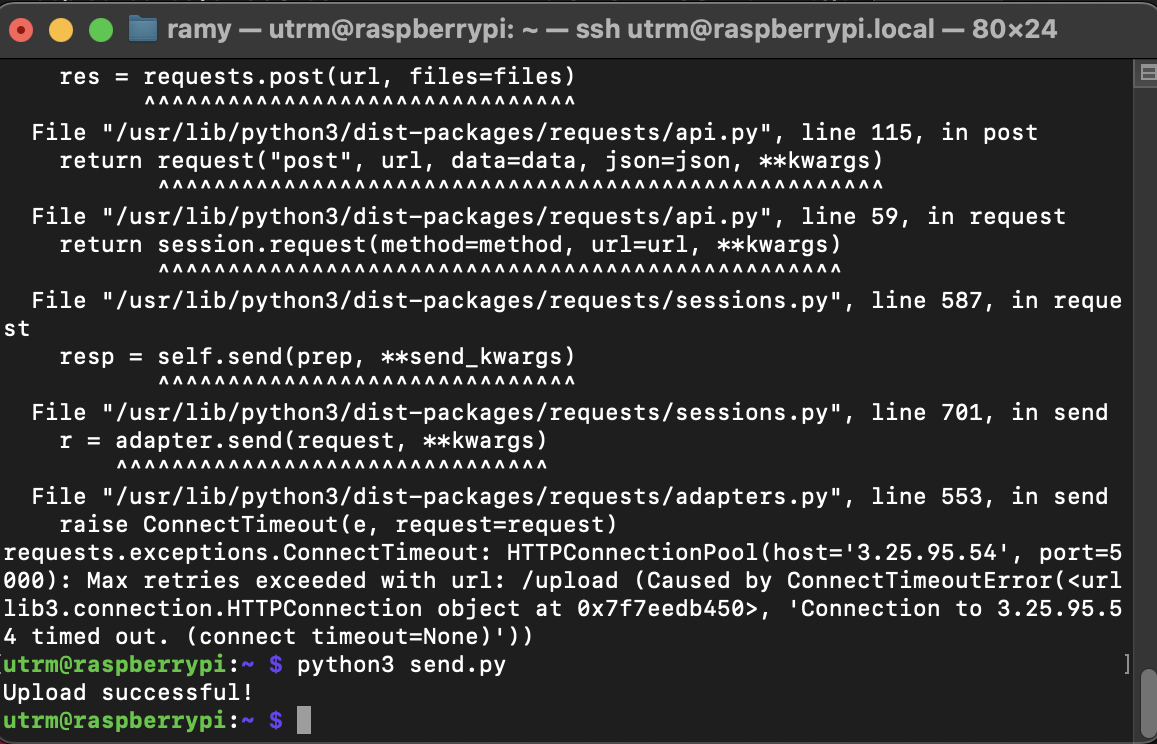 ramy — utrm@raspberrypi: ~ — ssh utrm@raspberrypi.local — 80×24
    res = requests.post(url, files=files)
          ^^^^^^^^^^^^^^^^^^^^^^^^^^^^^^^
  File "/usr/lib/python3/dist-packages/requests/api.py", line 115, in post
    return request("post", url, data=data, json=json, **kwargs)
           ^^^^^^^^^^^^^^^^^^^^^^^^^^^^^^^^^^^^^^^^^^^^^^^^^^^^
  File "/usr/lib/python3/dist-packages/requests/api.py", line 59, in request
    return session.request(method=method, url=url, **kwargs)
           ^^^^^^^^^^^^^^^^^^^^^^^^^^^^^^^^^^^^^^^^^^^^^^^^^
  File "/usr/lib/python3/dist-packages/requests/sessions.py", line 587, in reque
st
    resp = self.send(prep, **send_kwargs)
           ^^^^^^^^^^^^^^^^^^^^^^^^^^^^^^
  File "/usr/lib/python3/dist-packages/requests/sessions.py", line 701, in send
    r = adapter.send(request, **kwargs)
        ^^^^^^^^^^^^^^^^^^^^^^^^^^^^^^^
  File "/usr/lib/python3/dist-packages/requests/adapters.py", line 553, in send
    raise ConnectTimeout(e, request=request)
requests.exceptions.ConnectTimeout: HTTPConnectionPool(host='3.25.95.54', port=5
000): Max retries exceeded with url: /upload (Caused by ConnectTimeoutError(<url
lib3.connection.HTTPConnection object at 0x7f7eedb450>, 'Connection to 3.25.95.5
4 timed out. (connect timeout=None)'))
[utrm@raspberrypi:~ $ python3 send.py ]
Upload successful!
utrm@raspberrypi:~ $